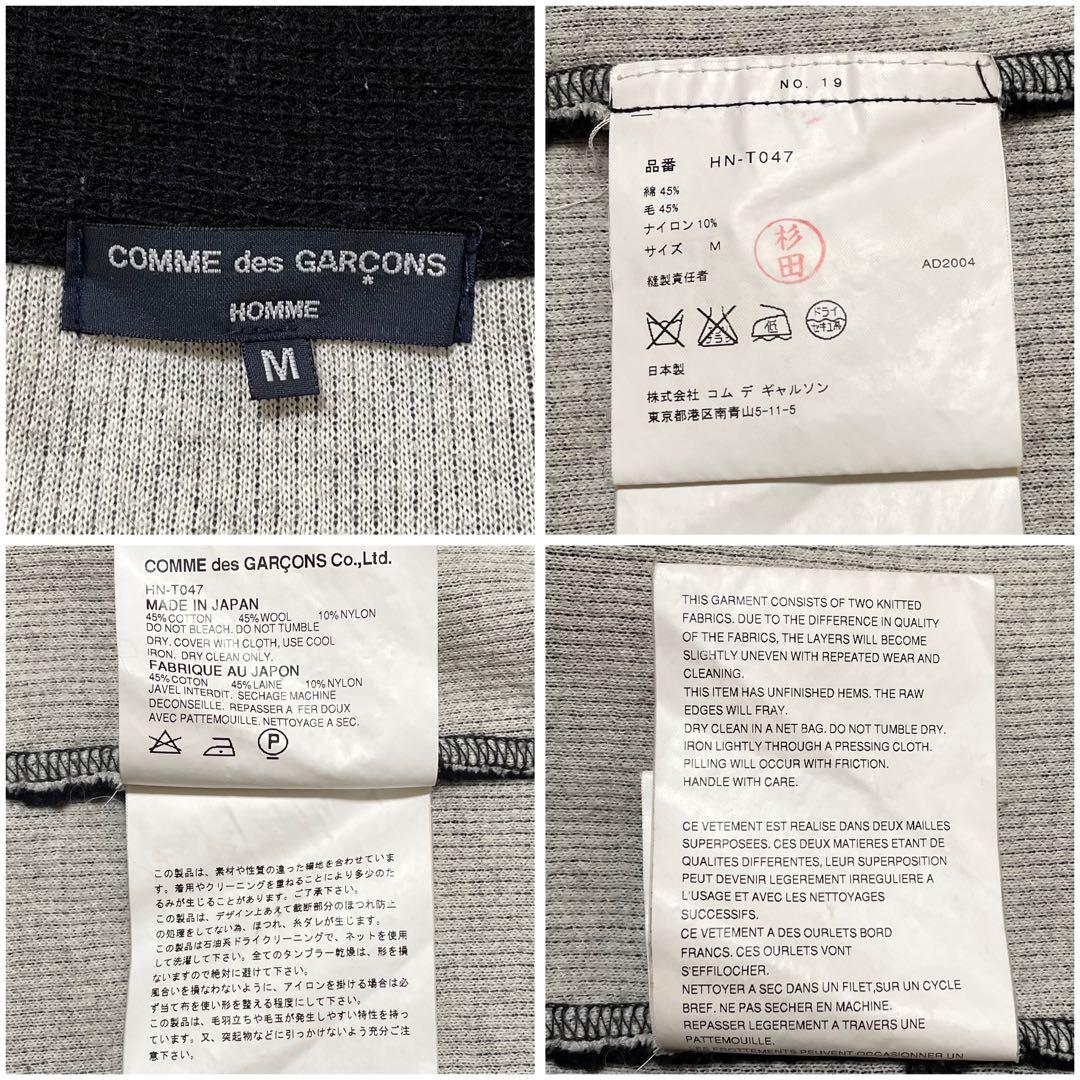 COMME des GARÇONS
HOMME
M
NO. 19
品番 HN-T047
綿 45%
毛 45%
ナイロン 10%
サイズ M
縫製責任者
杉田
AD2004
低
ドライ
セキユ系
日本製
株式会社 コム デ ギャルソン
東京都港区南青山5-11-5
COMME des GARÇONS Co.,Ltd.
HN-T047
MADE IN JAPAN
45%COTTON 45%WOOL 10%NYLON
DO NOT BLEACH. DO NOT TUMBLE
DRY. COVER WITH CLOTH, USE COOL
IRON. DRY CLEAN ONLY.
FABRIQUE AU JAPON
45%COTON 45%LAINE 10%NYLON
JAVEL INTERDIT. SECHAGE MACHINE
DECONSEILLE. REPASSER A FER DOUX
AVEC PATTEMOUILLE. NETTOYAGE A SEC.
P
この製品は、素材や性質の違った編地を合わせていま
す。着用やクリーニングを重ねることにより多少のた
るみが生じることがあります。ご了承下さい。
この製品は、デザイン上あえて截断部分のほつれ防止
の処理をしてない為、ほつれ、糸ダレが生じます。
この製品は石油系ドライクリーニングで、ネットを使用
して洗濯して下さい。全てのタンブラー乾燥は、形を損
ないますので絶対に避けて下さい。
風合いを損なわないように、アイロンを掛ける場合は必
ず当て布を使い形を整える程度にして下さい。
この製品は、毛羽立ちや毛玉が発生しやすい特性を持っ
ています。又、突起物などに引っかけないよう充分ご注
意下さい。
THIS GARMENT CONSISTS OF TWO KNITTED
FABRICS. DUE TO THE DIFFERENCE IN QUALITY
OF THE FABRICS, THE LAYERS WILL BECOME
SLIGHTLY UNEVEN WITH REPEATED WEAR AND
CLEANING.
THIS ITEM HAS UNFINISHED HEMS. THE RAW
EDGES WILL FRAY.
DRY CLEAN IN A NET BAG. DO NOT TUMBLE DRY.
IRON LIGHTLY THROUGH A PRESSING CLOTH.
PILLING WILL OCCUR WITH FRICTION.
HANDLE WITH CARE.
CE VETEMENT EST REALISE DANS DEUX MAILLES
SUPERPOSEES. CES DEUX MATIERES ETANT DE
QUALITES DIFFERENTES, LEUR SUPERPOSITION
PEUT DEVENIR LEGEREMENT IRREGULIERE A
L'USAGE ET AVEC LES NETTOYAGES
SUCCESSIFS.
CE VETEMENT A DES OURLETS BORD
FRANCS. CES OURLETS VONT
S'EFFILOCHER.
NETTOYER A SEC DANS UN FILET,SUR UN CYCLE
BREF. NE PAS SECHER EN MACHINE.
REPASSER LEGEREMENT A TRAVERS UNE
PATTEMOUILLE.
LES FROTTEMENTS PEUVENT OCCASIONNER UN